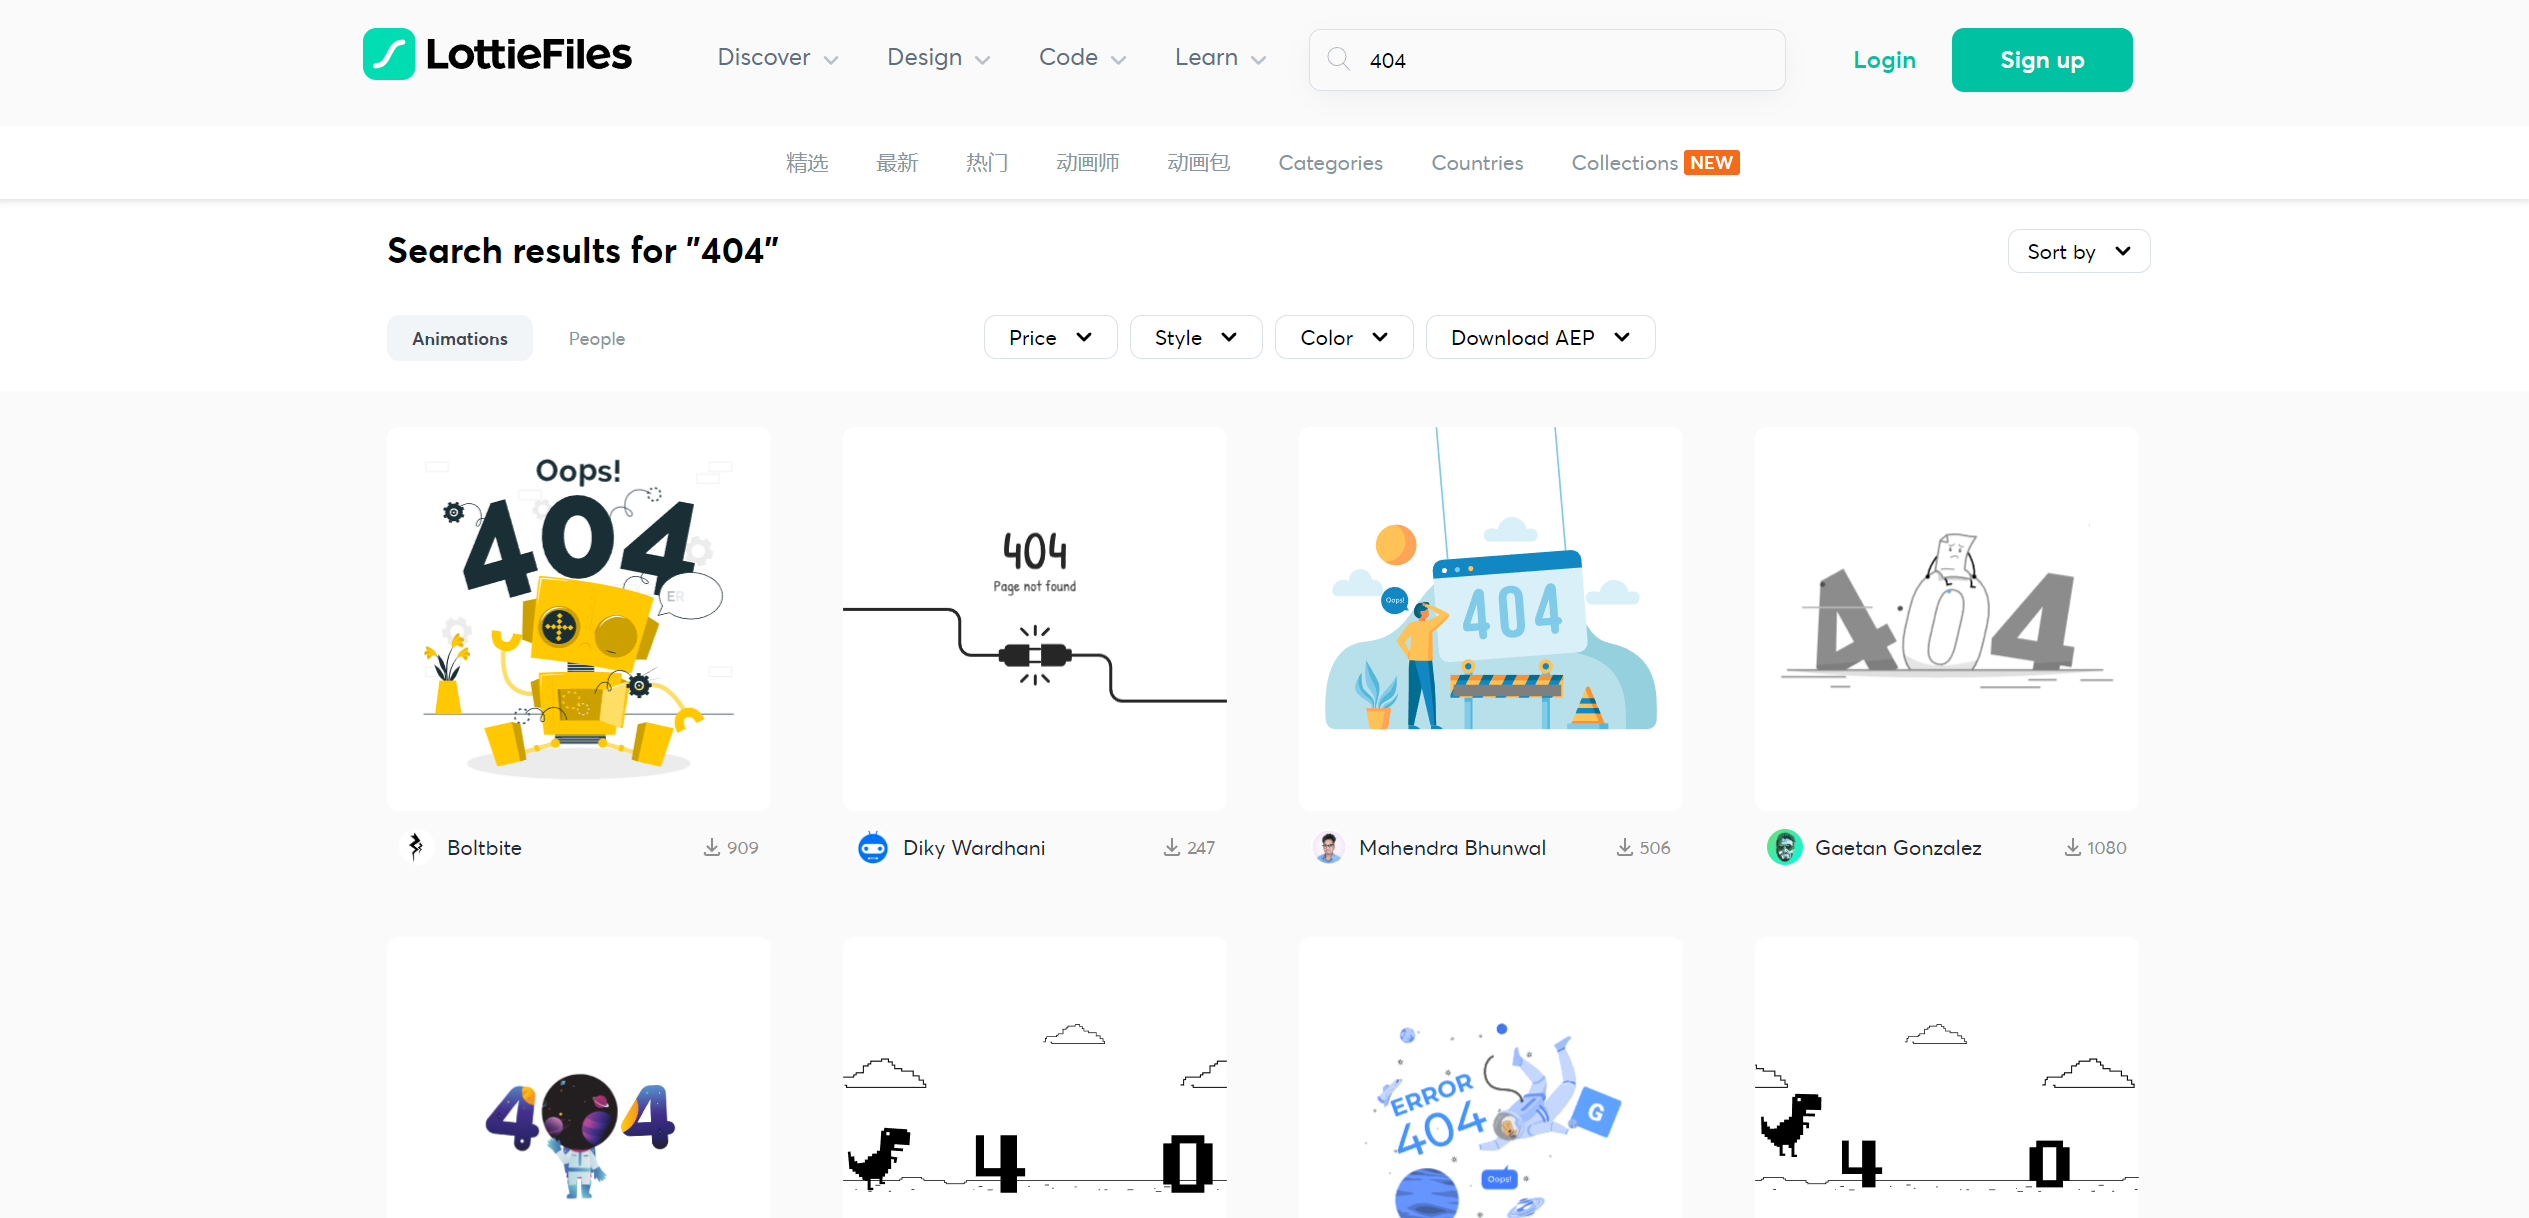 LottieFiles
Discover
Design
Code
Learn
404
Login
Sign up
精选
最新
热门
动画师
动画包
Categories
Countries
Collections NEW
Search results for "404"
Sort by
Animations
People
Price
Style
Color
Download AEP
Oops!
404
ER
404
Page not found
Oops!
404
404
Boltbite
909
Diky Wardhani
247
Mahendra Bhunwal
506
Gaetan Gonzalez
1080
404
4 0
ERROR
404
G
Oops!
4 0